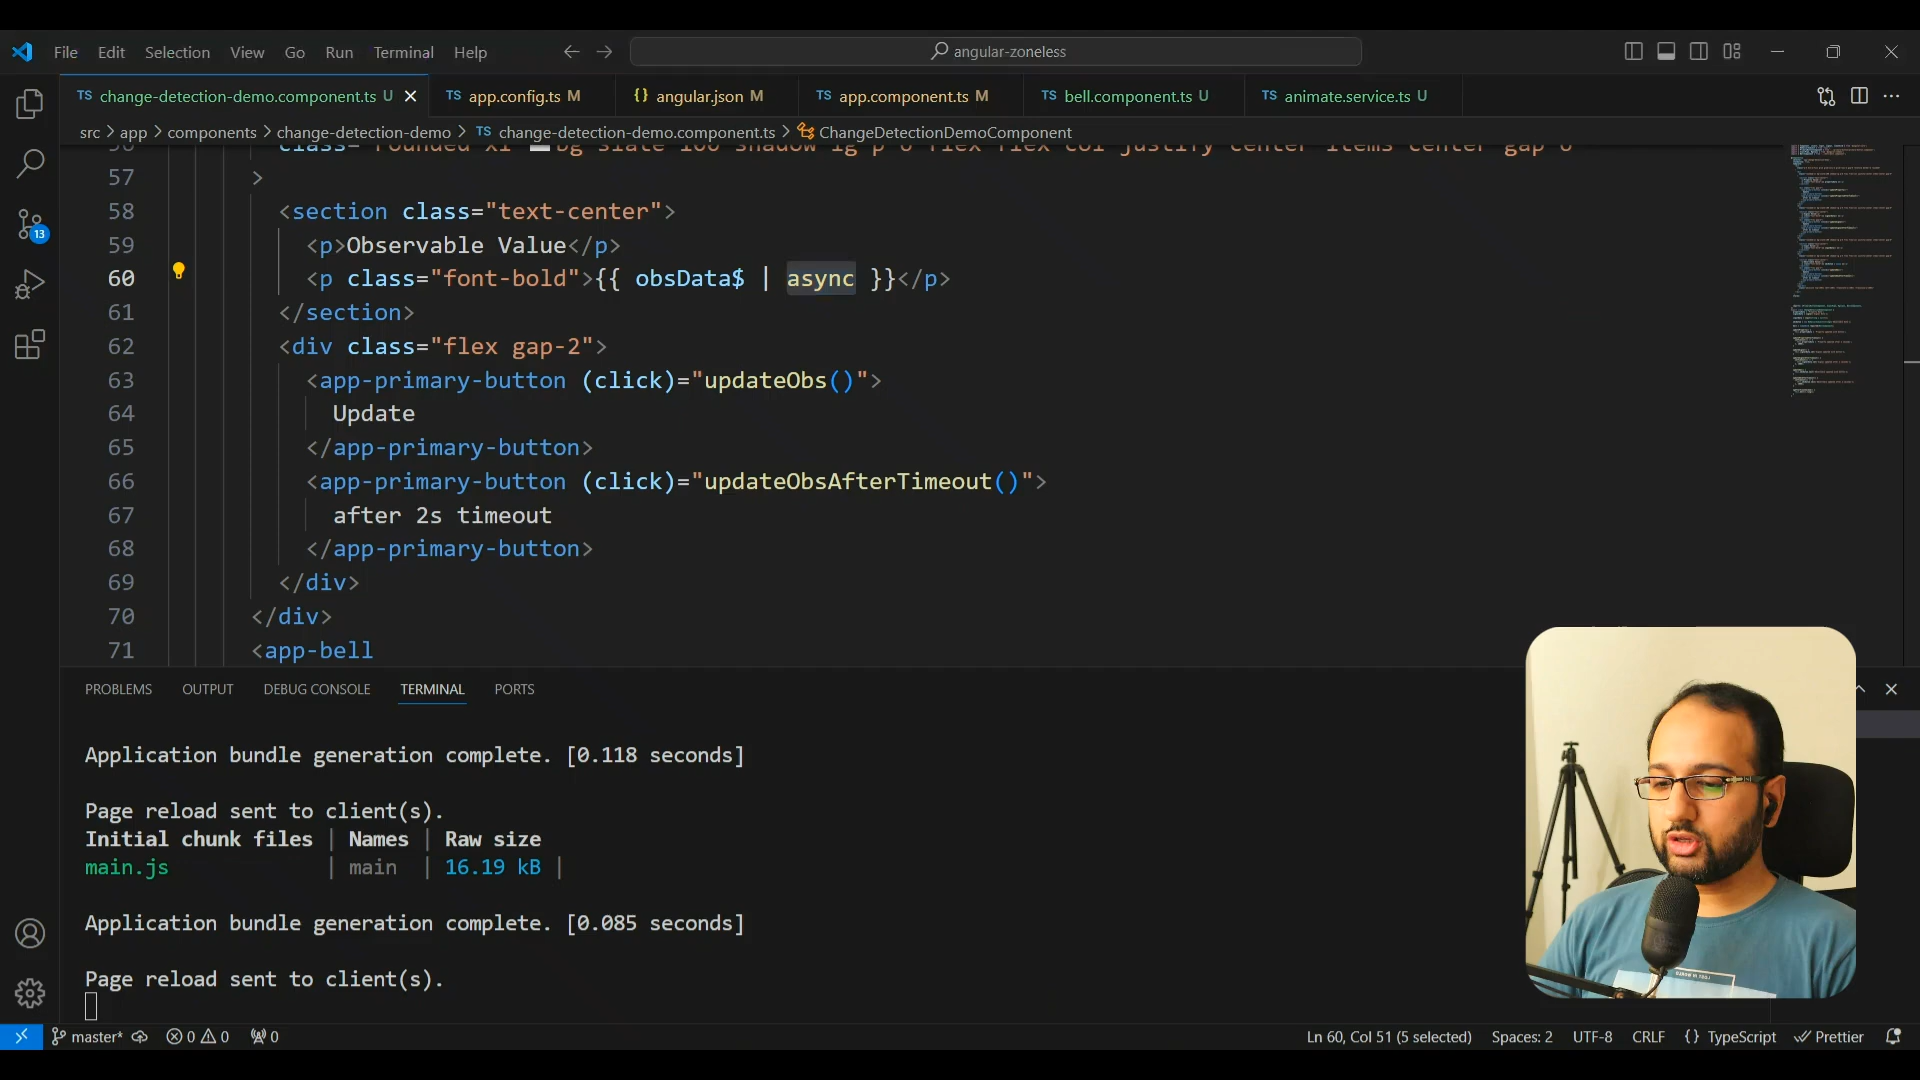 File Edit Selection View Go Run Terminal Help
angular-zoneless
TS change-detection-demo.component.ts U
TS app.config.ts M
{} angular.json M
TS app.component.ts M
TS bell.component.ts U
TS animate.service.ts U
src > app > components > change-detection-demo > TS change-detection-demo.component.ts > ChangeDetectionDemoComponent
57 >
58 <section class="text-center">
59 <p>Observable Value</p>
60 <p class="font-bold">{{ obsData$ | async }}</p>
61 </section>
62 <div class="flex gap-2">
63 <app-primary-button (click)="updateObs()">
64 Update
65 </app-primary-button>
66 <app-primary-button (click)="updateObsAfterTimeout()">
67 after 2s timeout
68 </app-primary-button>
69 </div>
70 </div>
71 <app-bell
13
PROBLEMS OUTPUT DEBUG CONSOLE TERMINAL PORTS
Application bundle generation complete. [0.118 seconds]
Page reload sent to client(s).
Initial chunk files | Names | Raw size
main.js | main | 16.19 kB |
Application bundle generation complete. [0.085 seconds]
Page reload sent to client(s).
master* 0 0 0
Ln 60, Col 51 (5 selected) Spaces: 2 UTF-8 CRLF {} TypeScript Prettier